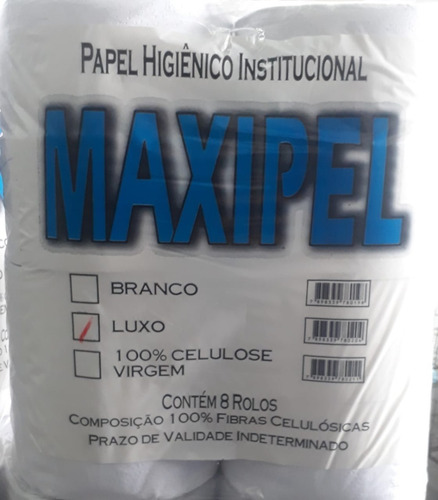 PAPEL HIGIÊNICO INSTITUCIONAL
MAXIPEL
BRANCO
LUXO
100% CELULOSE
VIRGEM
CONTÉM 8 ROLOS
COMPOSIÇÃO 100% FIBRAS CELULÓSICAS
PRAZO DE VALIDADE INDETERMINADO